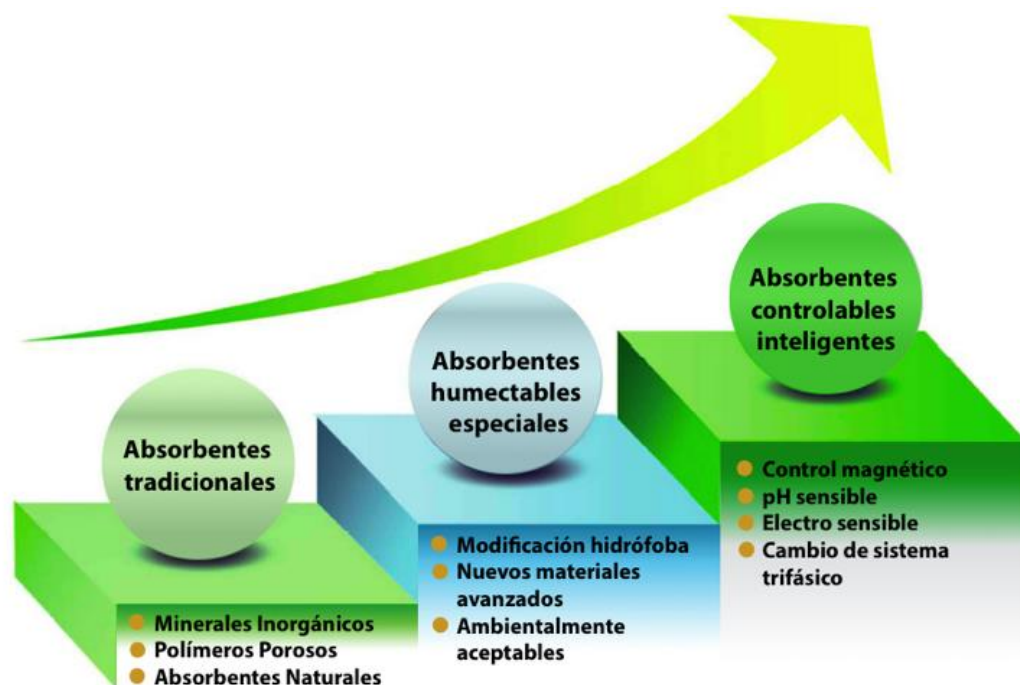 Absorbentes
tradicionales
Minerales Inorgánicos
Polímeros Porosos
Absorbentes Naturales
Absorbentes
humectables
especiales
Modificación hidrófoba
Nuevos materiales
avanzados
Ambientalmente
aceptables
Absorbentes
controlables
inteligentes
Control magnético
pH sensible
Electro sensible
Cambio de sistema
trifásico